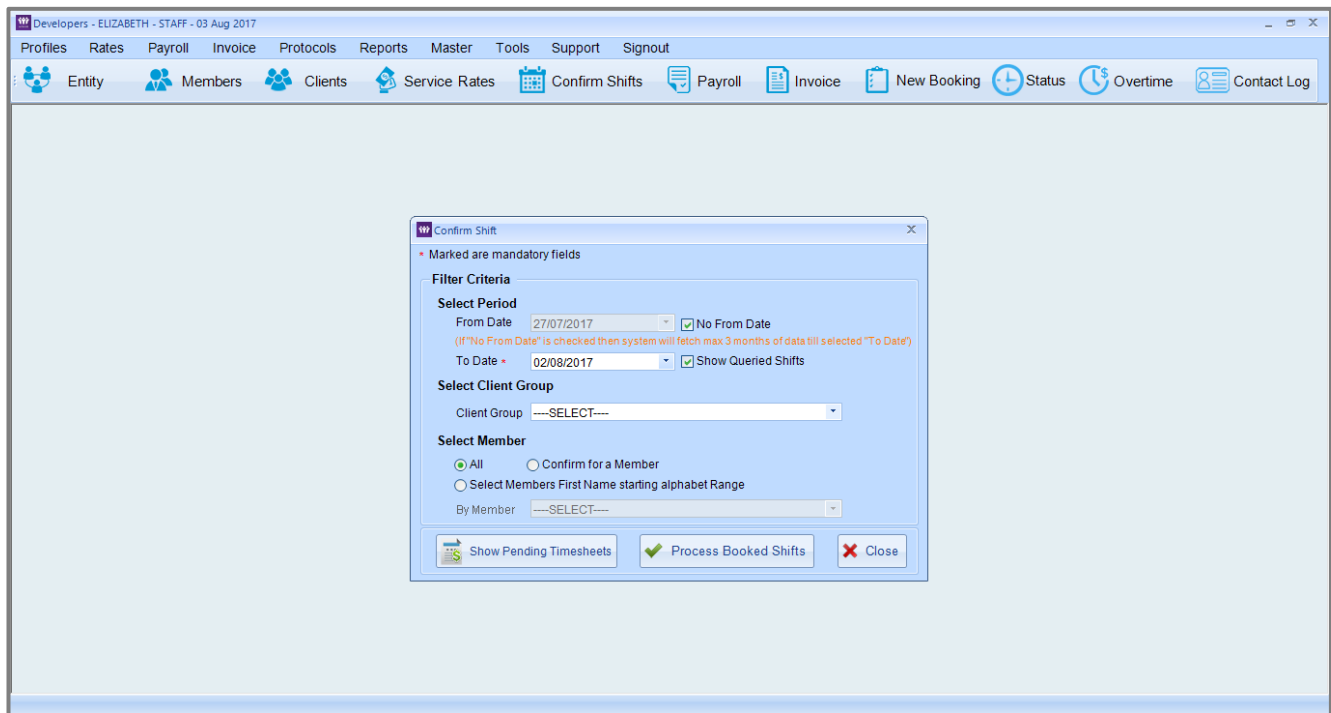 Developers - ELIZABETH - STAFF - 03 Aug 2017
Profiles Rates Payroll Invoice Protocols Reports Master Tools Support Signout
Entity Members Clients Service Rates Confirm Shifts Payroll Invoice New Booking Status Overtime Contact Log
Confirm Shift
* Marked are mandatory fields
Filter Criteria
Select Period
From Date 27/07/2017 No From Date
(If "No From Date" is checked then system will fetch max 3 months of data till selected "To Date")
To Date * 02/08/2017 Show Queried Shifts
Select Client Group
Client Group ----SELECT----
Select Member
All Confirm for a Member
Select Members First Name starting alphabet Range
By Member ----SELECT----
Show Pending Timesheets Process Booked Shifts Close